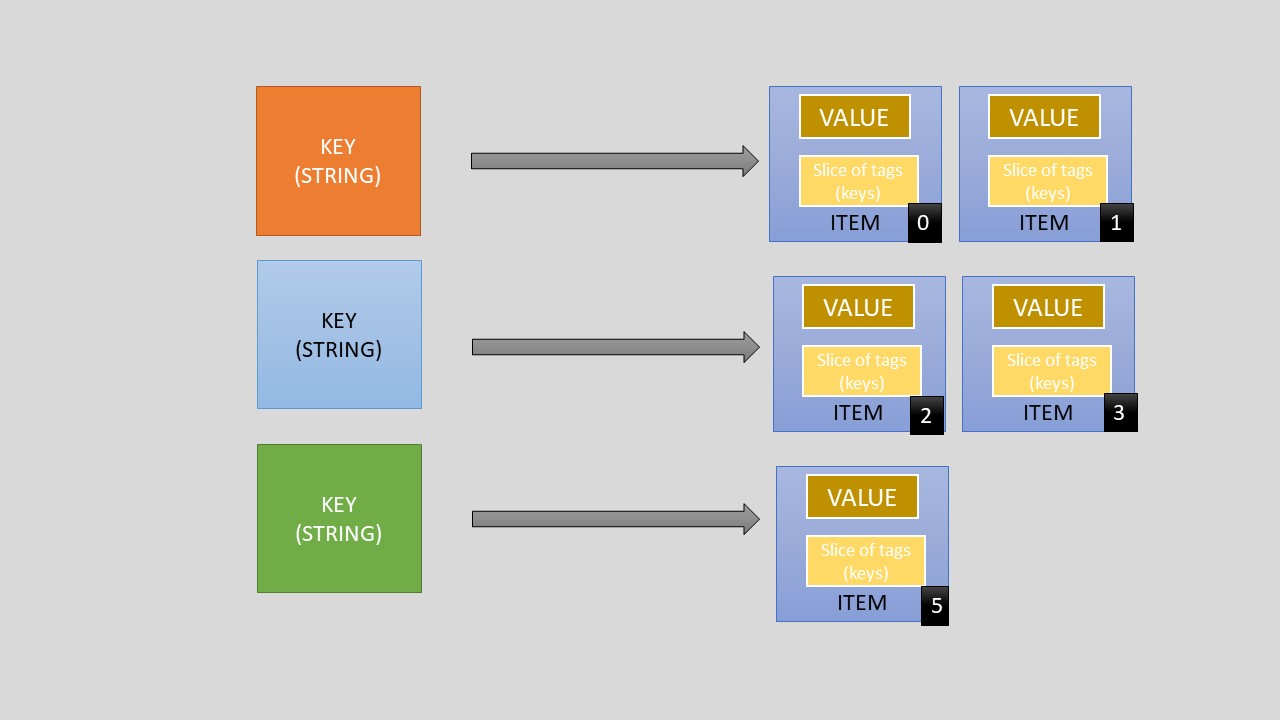 KEY
(STRING)
VALUE
Slice of tags
(keys)
ITEM
0
VALUE
Slice of tags
(keys)
ITEM
1
KEY
(STRING)
VALUE
Slice of tags
(keys)
ITEM
2
VALUE
Slice of tags
(keys)
ITEM
3
KEY
(STRING)
VALUE
Slice of tags
(keys)
ITEM
5